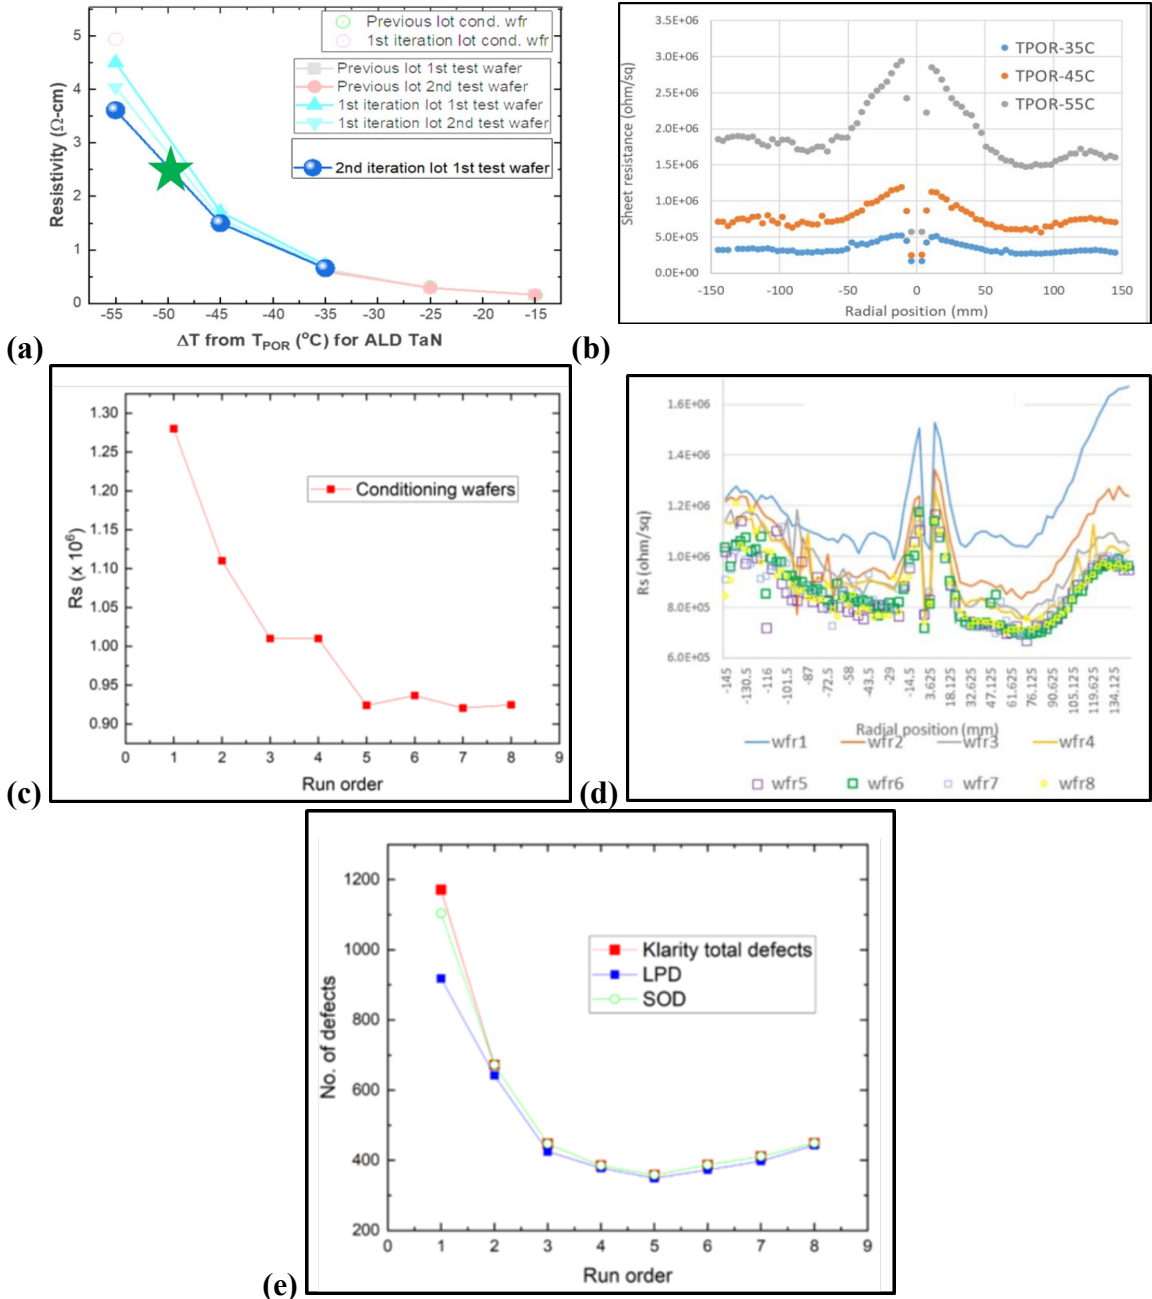 Previous lot cond. wfr
1st iteration lot cond. wfr
Previous lot 1st test wafer
Previous lot 2nd test wafer
1st iteration lot 1st test wafer
1st iteration lot 2nd test wafer
2nd iteration lot 1st test wafer
Resistivity (Ω-cm)
5
4
3
2
1
0
-55 -50 -45 -40 -35 -30 -25 -20 -15
ΔT from TPOR (°C) for ALD TaN
(a)
3.5E+06
3.0E+06
2.5E+06
2.0E+06
1.5E+06
1.0E+06
5.0E+05
0.0E+00
Sheet resistance (ohm/sq)
TPOR-35C
TPOR-45C
TPOR-55C
-150 -100 -50 0 50 100 150
Radial position (mm)
(b)
1.30
1.25
1.20
1.15
1.10
1.05
1.00
0.95
0.90
Rs (x 10⁶)
Conditioning wafers
0 1 2 3 4 5 6 7 8 9
Run order
(c)
1.6E+06
1.4E+06
1.2E+06
1.0E+06
8.0E+05
6.0E+05
Rs (ohm/sq)
-145 -130.5 -116 -101.5 -87 -72.5 -58 -43.5 -29 -14.5 3.625 18.125 32.625 47.125 61.625 76.125 90.625 105.125 119.625 134.125
Radial position (mm)
wfr1 wfr2 wfr3 wfr4
wfr5 wfr6 wfr7 wfr8
(d)
1200
1000
800
600
400
200
No. of defects
Klarity total defects
LPD
SOD
0 1 2 3 4 5 6 7 8 9
Run order
(e)